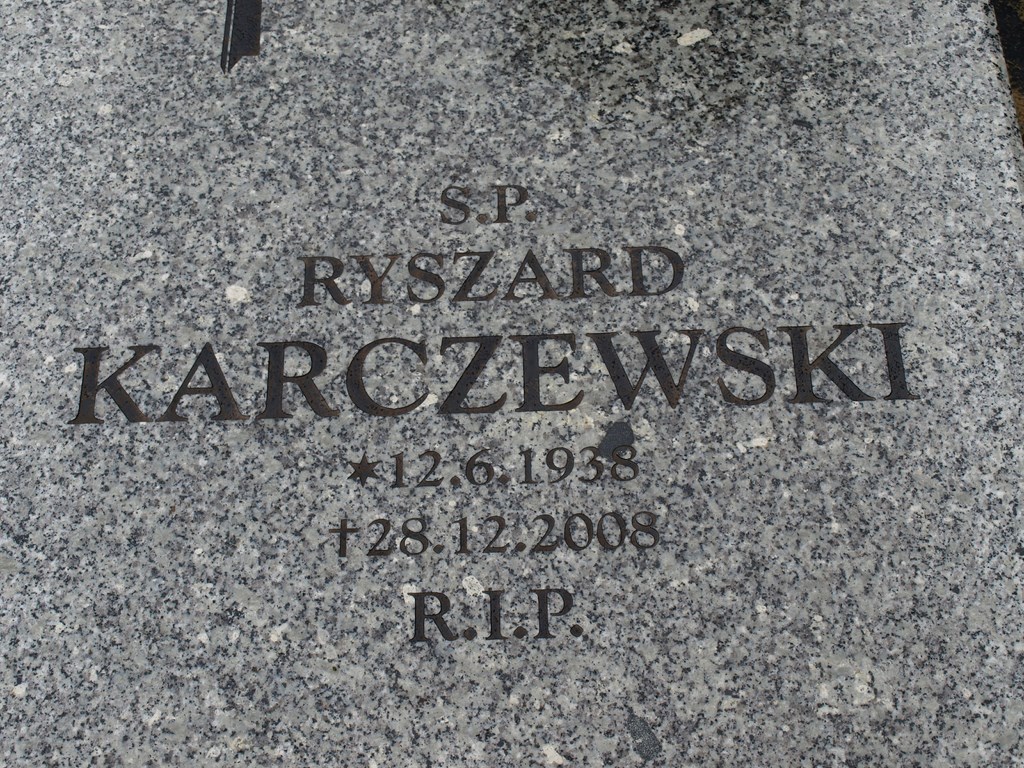 S.P.
RYSZARD
KARCZEWSKI
★12.6.1938
†28.12.2008
R.I.P.